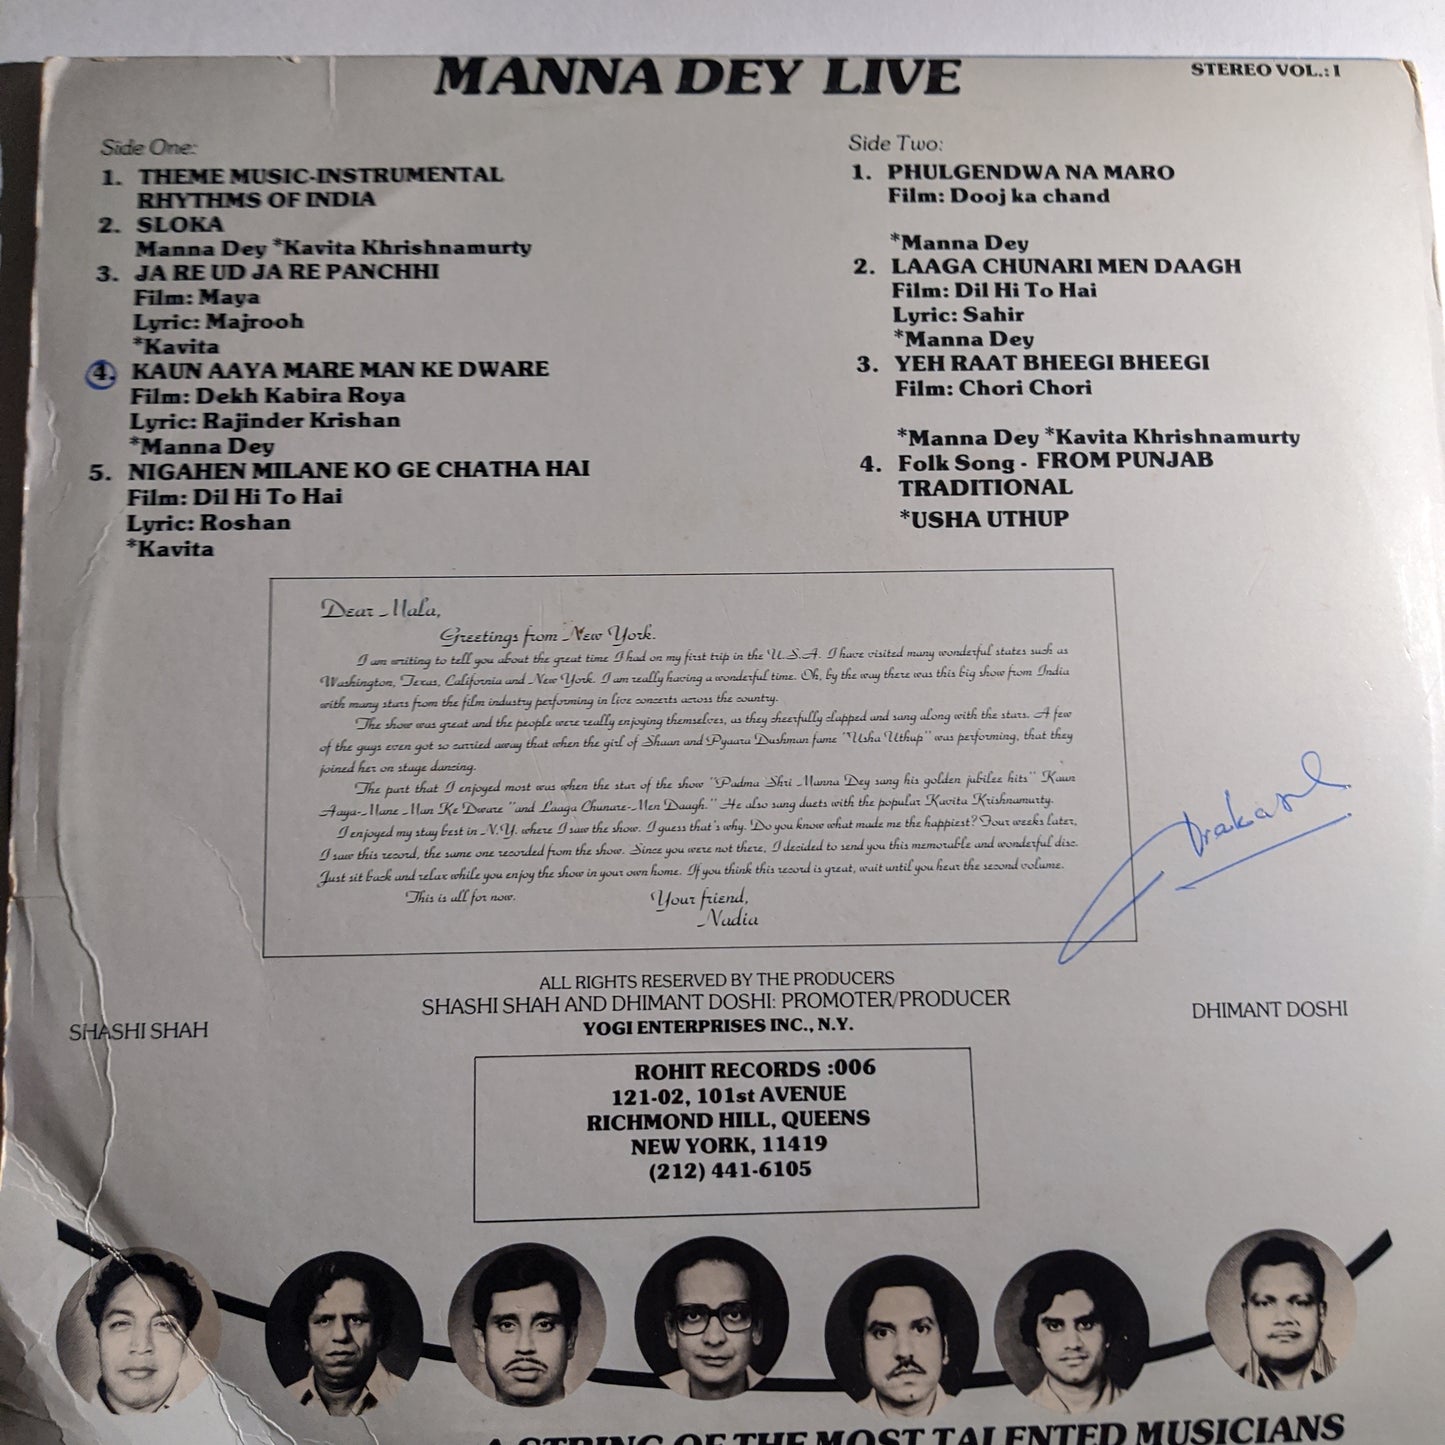 MANNA DEY LIVE
STEREO VOL.: 1
Side One:
1. THEME MUSIC-INSTRUMENTAL
RHYTHMS OF INDIA
2. SLOKA
Manna Dey *Kavita Khrishnamurty
3. JA RE UD JA RE PANCHHI
Film: Maya
Lyric: Majrooh
*Kavita
4. KAUN AAYA MARE MAN KE DWARE
Film: Dekh Kabira Roya
Lyric: Rajinder Krishan
*Manna Dey
5. NIGAHEN MILANE KO GE CHATHA HAI
Film: Dil Hi To Hai
Lyric: Roshan
*Kavita
Side Two:
1. PHULGENDWA NA MARO
Film: Dooj ka chand
*Manna Dey
2. LAAGA CHUNARI MEN DAAGH
Film: Dil Hi To Hai
Lyric: Sahir
*Manna Dey
3. YEH RAAT BHEEGI BHEEGI
Film: Chori Chori
*Manna Dey *Kavita Khrishnamurty
4. Folk Song - FROM PUNJAB
TRADITIONAL
*USHA UTHUP
Dear Mala,
Greetings from New York.
I am writing to tell you about the great time I had on my first trip in the U.S.A. I have visited many wonderful states such as
Washington, Texas, California and New York. I am really having a wonderful time. Oh, by the way there was this big show from India
with many stars from the film industry performing in live concerts across the country.
The show was great and the people were really enjoying themselves, as they cheerfully clapped and sang along with the stars. A few
of the guys even got so carried away that when the girl of Shaan and Pyaara Dushman fame "Usha Uthup" was performing, that they
joined her on stage dancing.
The part that I enjoyed most was when the star of the show "Padma Shri Manna Dey sang his golden jubilee hits" Kaun
Aaya-Mane-Man Ke Dware "and Laaga Chunare-Men Daagh." He also sang duets with the popular Kavita Krishnamurty.
I enjoyed my stay best in N.Y. where I saw the show. I guess that's why. Do you know what made me the happiest? Four weeks later,
I saw this record, the same one recorded from the show. Since you were not there, I decided to send you this memorable and wonderful disc.
Just sit back and relax while you enjoy the show in your own home. If you think this record is great, wait until you hear the second volume.
This is all for now.
Your friend,
Nadia
Prakash
ALL RIGHTS RESERVED BY THE PRODUCERS
SHASHI SHAH AND DHIMANT DOSHI: PROMOTER/PRODUCER
YOGI ENTERPRISES INC., N.Y.
SHASHI SHAH
DHIMANT DOSHI
ROHIT RECORDS :006
121-02, 101st AVENUE
RICHMOND HILL, QUEENS
NEW YORK, 11419
(212) 441-6105
A STRING OF THE MOST TALENTED MUSICIANS